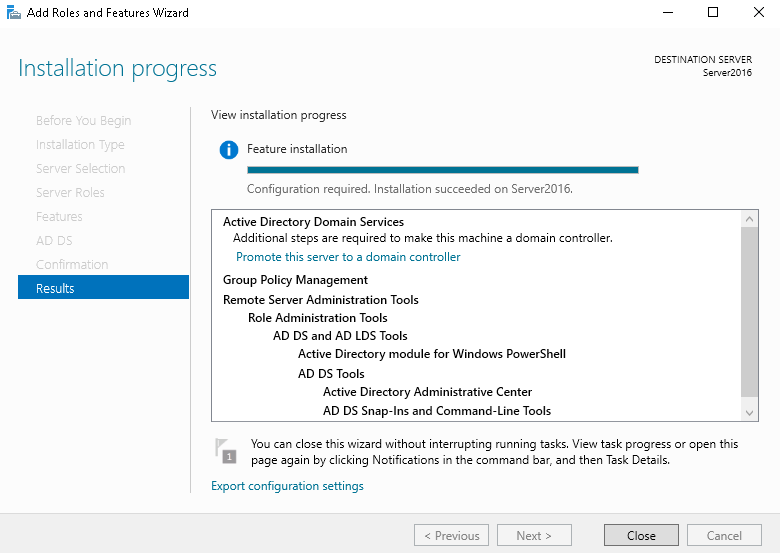 Add Roles and Features Wizard
Installation progress
DESTINATION SERVER
Server2016
Before You Begin
Installation Type
Server Selection
Server Roles
Features
AD DS
Confirmation
Results
View installation progress
Feature installation
Configuration required. Installation succeeded on Server2016.
Active Directory Domain Services
Additional steps are required to make this machine a domain controller.
Promote this server to a domain controller
Group Policy Management
Remote Server Administration Tools
Role Administration Tools
AD DS and AD LDS Tools
Active Directory module for Windows PowerShell
AD DS Tools
Active Directory Administrative Center
AD DS Snap-Ins and Command-Line Tools
1
You can close this wizard without interrupting running tasks. View task progress or open this
page again by clicking Notifications in the command bar, and then Task Details.
Export configuration settings
< Previous
Next >
Close
Cancel